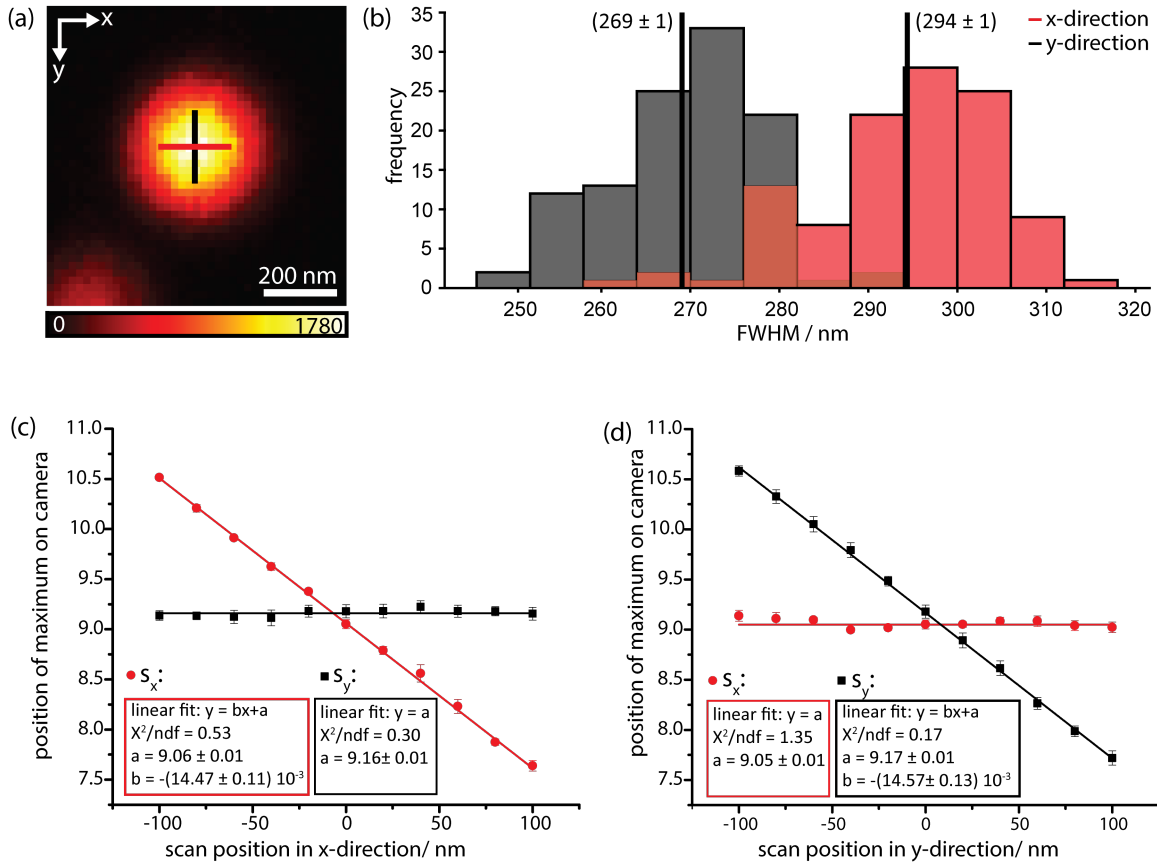 (a)
x
y
200 nm
0
1780
(b)
(269 ± 1)
(294 ± 1)
x-direction
y-direction
frequency
35
30
25
20
15
10
5
0
250
260
270
280
290
300
310
320
FWHM / nm
(c)
position of maximum on camera
11.0
10.5
10.0
9.5
9.0
8.5
8.0
7.5
Sx:
linear fit: y = bx+a
X²/ndf = 0.53
a = 9.06 ± 0.01
b = -(14.47 ± 0.11) 10⁻³
Sy:
linear fit: y = a
X²/ndf = 0.30
a = 9.16± 0.01
-100
-50
0
50
100
scan position in x-direction/ nm
(d)
position of maximum on camera
11.0
10.5
10.0
9.5
9.0
8.5
8.0
7.5
Sx:
linear fit: y = a
X²/ndf = 1.35
a = 9.05 ± 0.01
Sy:
linear fit: y = bx+a
X²/ndf = 0.17
a = 9.17 ± 0.01
b = -(14.57± 0.13) 10⁻³
-100
-50
0
50
100
scan position in y-direction/ nm